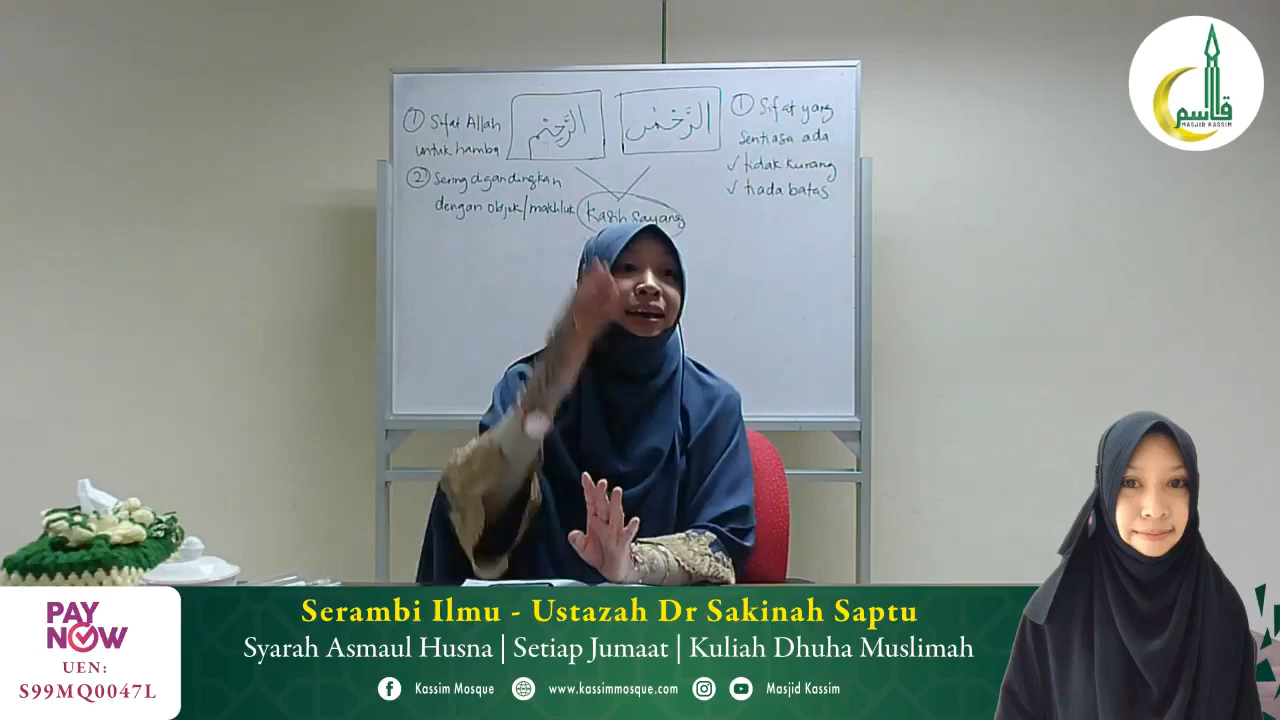 ① Sifat Allah
untuk hamba
② Sering digandingkan
dengan objek/makhluk
الرَّحِيْم
الرَّحْمٰن
Kasih Sayang
① Sifat yang
sentiasa ada
✓ tidak kurang
✓ tiada batas
قاسم
MASJID KASSIM
PAY
NOW
UEN:
S99MQ0047L
Serambi Ilmu - Ustazah Dr Sakinah Saptu
Syarah Asmaul Husna | Setiap Jumaat | Kuliah Dhuha Muslimah
Kassim Mosque www.kassimmosque.com Masjid Kassim